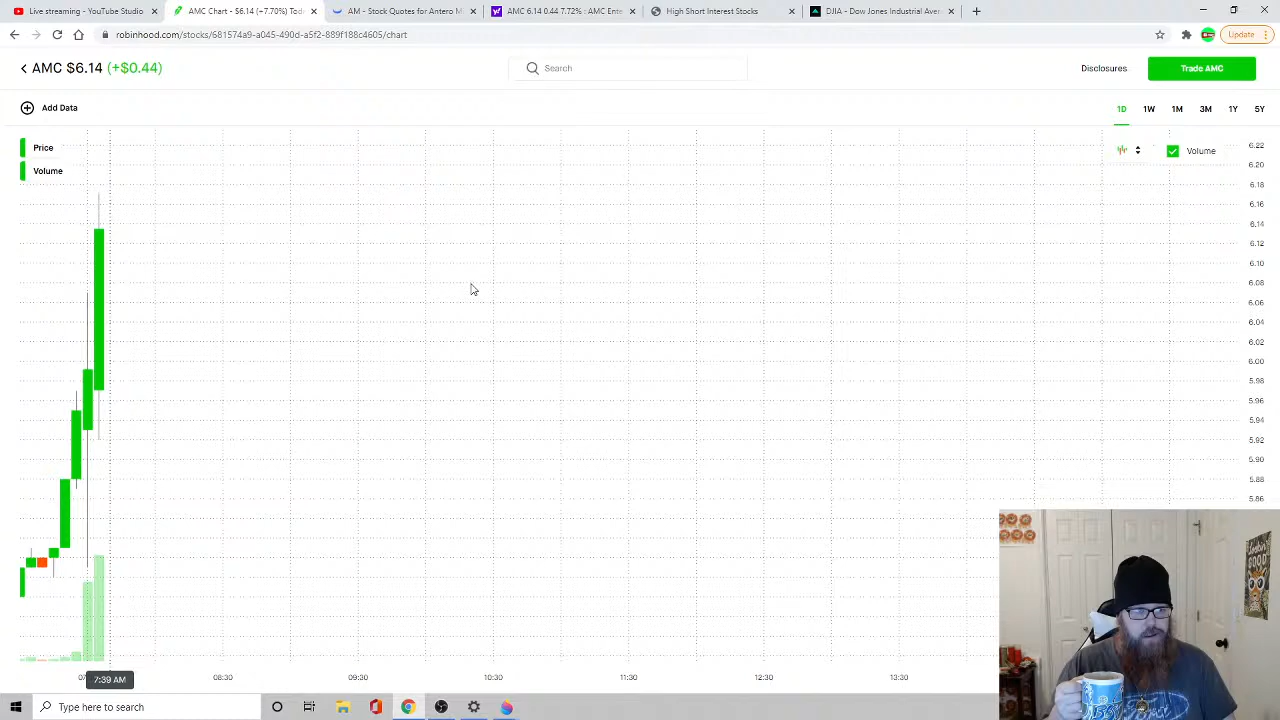 Live streaming - YouTube Studio
AMC Chart - $6.14 (+7.70%) Toda
AM - Stock Quotes for Antero M
AMC 6.14 0.44 7.72% : AMC Ente
High Short Interest Stocks
DJIA - Dow Jones Industrial Aver
robinhood.com/stocks/681574a9-a045-490d-a5f2-889f188c4605/chart
Update
AMC $6.14 (+$0.44)
Search
Disclosures
Trade AMC
Add Data
1D 1W 1M 3M 1Y 5Y
Price
Volume
Volume
6.22
6.20
6.18
6.16
6.14
6.12
6.10
6.08
6.06
6.04
6.02
6.00
5.98
5.96
5.94
5.92
5.90
5.88
5.86
7:39 AM
08:30
09:30
10:30
11:30
12:30
13:30
Type here to search